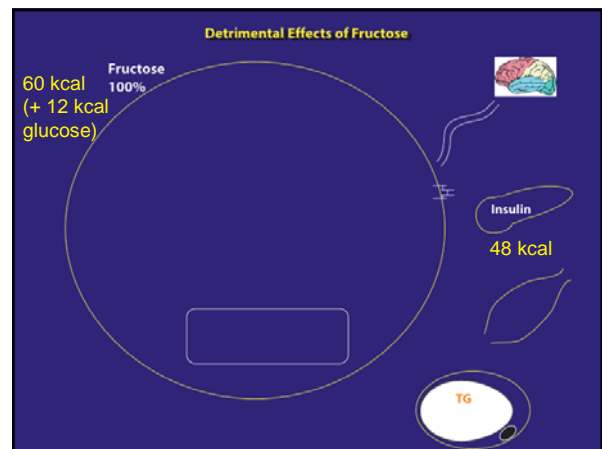 Detrimental Effects of Fructose
Fructose
100%
60 kcal
(+ 12 kcal
glucose)
Insulin
48 kcal
TG